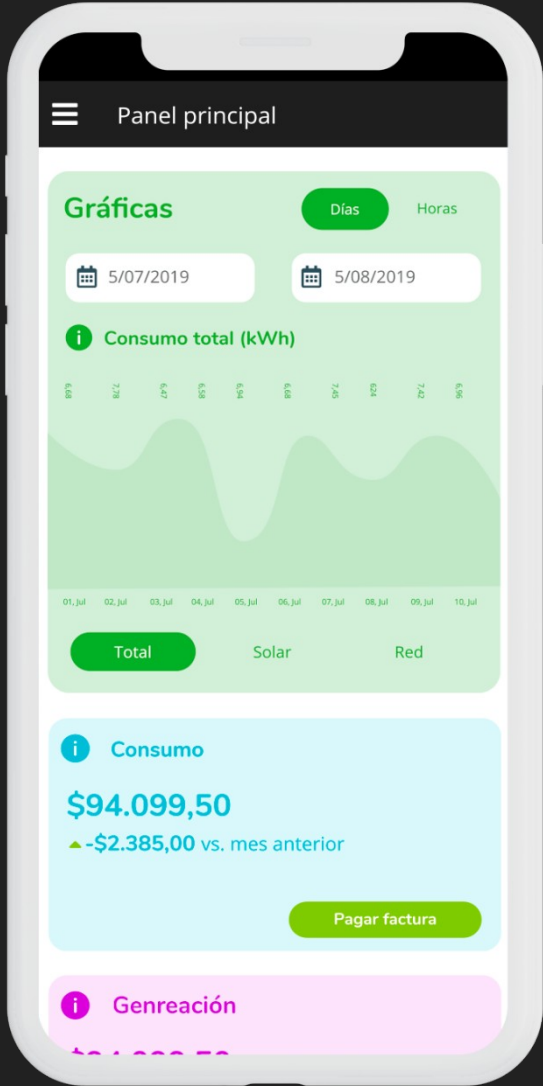 Panel principal
Gráficas
Días Horas
5/07/2019 5/08/2019
Consumo total (kWh)
6,68 7,78 6,47 6,58 6,94 6,68 7,45 624 7,42 6,96
01, Jul 02, Jul 03, Jul 04, Jul 05, Jul 06, Jul 07, Jul 08, Jul 09, Jul 10. Jul
Total Solar Red
Consumo
$94.099,50
-$2.385,00 vs. mes anterior
Pagar factura
Genreación